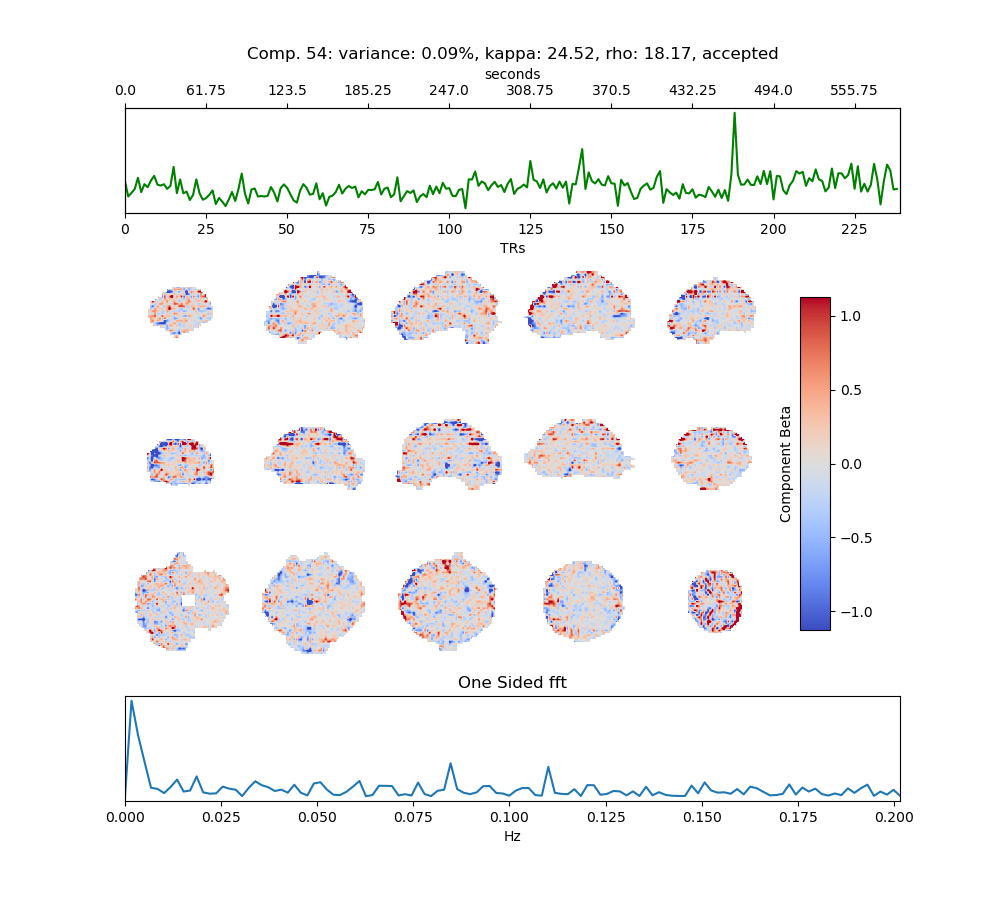 Comp. 54: variance: 0.09%, kappa: 24.52, rho: 18.17, accepted
seconds
0.0 61.75 123.5 185.25 247.0 308.75 370.5 432.25 494.0 555.75
0 25 50 75 100 125 150 175 200 225
TRs
1.0
0.5
0.0
−0.5
−1.0
Component Beta
One Sided fft
0.000 0.025 0.050 0.075 0.100 0.125 0.150 0.175 0.200
Hz